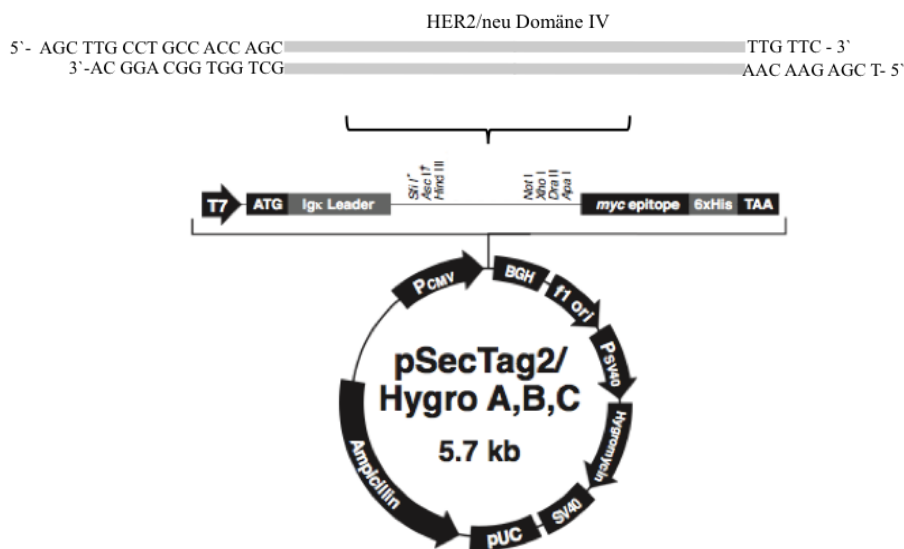 HER2/neu Domäne IV
5`- AGC TTG CCT GCC ACC AGC TTG TTC - 3`
3`-AC GGA CGG TGG TCG AAC AAG AGC T- 5`
Sfi I* Asc I† Hind III Not I Xho I Dra II Apa I
T7 ATG Igκ Leader myc epitope 6xHis TAA
PCMV BGH f1 ori
PSV40
pSecTag2/
Hygro A,B,C
5.7 kb
Hygromycin
Ampicillin
pUC SV40